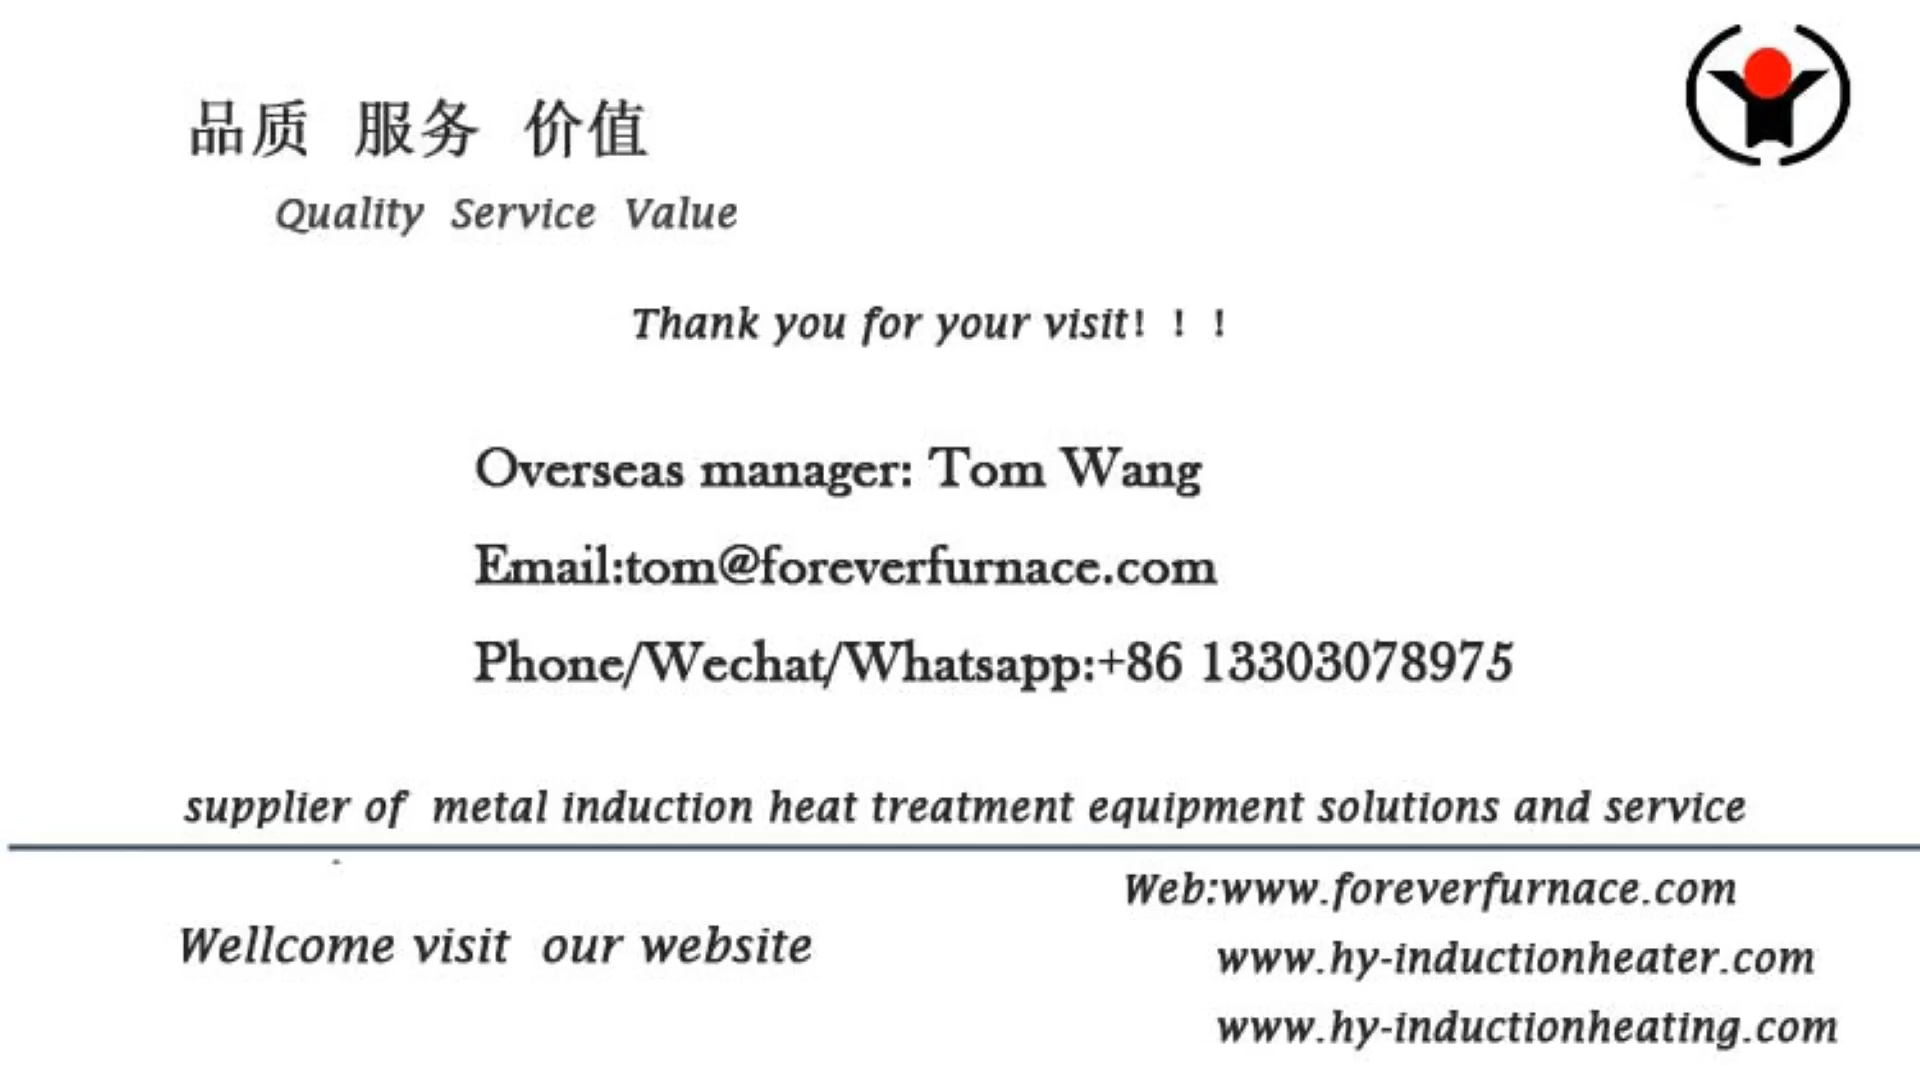 品质 服务 价值
Quality Service Value
Thank you for your visit！！！
Overseas manager: Tom Wang
Email:tom@foreverfurnace.com
Phone/Wechat/Whatsapp:+86 13303078975
supplier of metal induction heat treatment equipment solutions and service
Wellcome visit our website
Web:www.foreverfurnace.com
www.hy-inductionheater.com
www.hy-inductionheating.com